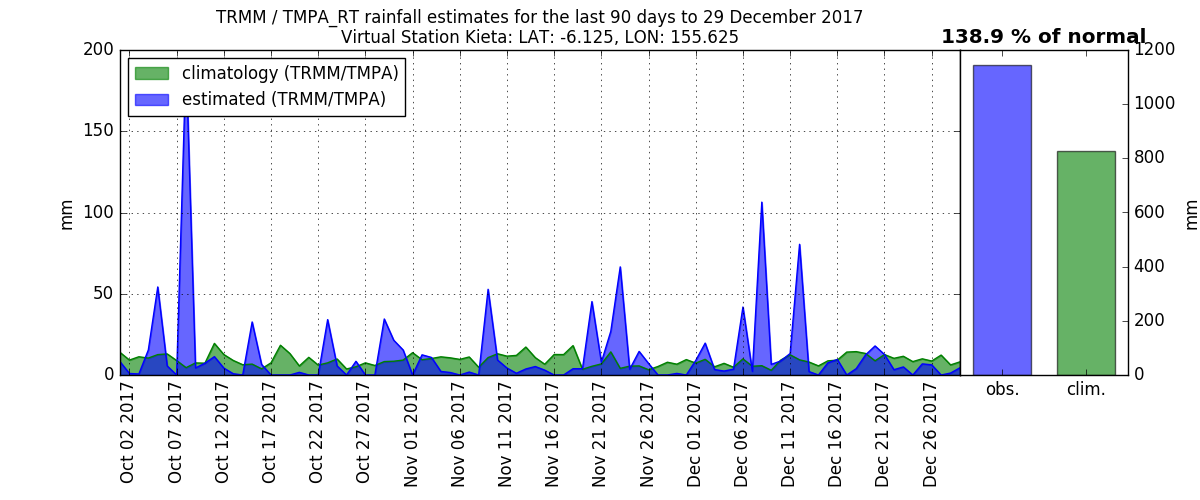 TRMM / TMPA_RT rainfall estimates for the last 90 days to 29 December 2017
Virtual Station Kieta: LAT: -6.125, LON: 155.625
138.9 % of normal
climatology (TRMM/TMPA)
estimated (TRMM/TMPA)
200
150
100
50
0
mm
Oct 02 2017
Oct 07 2017
Oct 12 2017
Oct 17 2017
Oct 22 2017
Oct 27 2017
Nov 01 2017
Nov 06 2017
Nov 11 2017
Nov 16 2017
Nov 21 2017
Nov 26 2017
Dec 01 2017
Dec 06 2017
Dec 11 2017
Dec 16 2017
Dec 21 2017
Dec 26 2017
obs.
clim.
1200
1000
800
600
400
200
0
mm